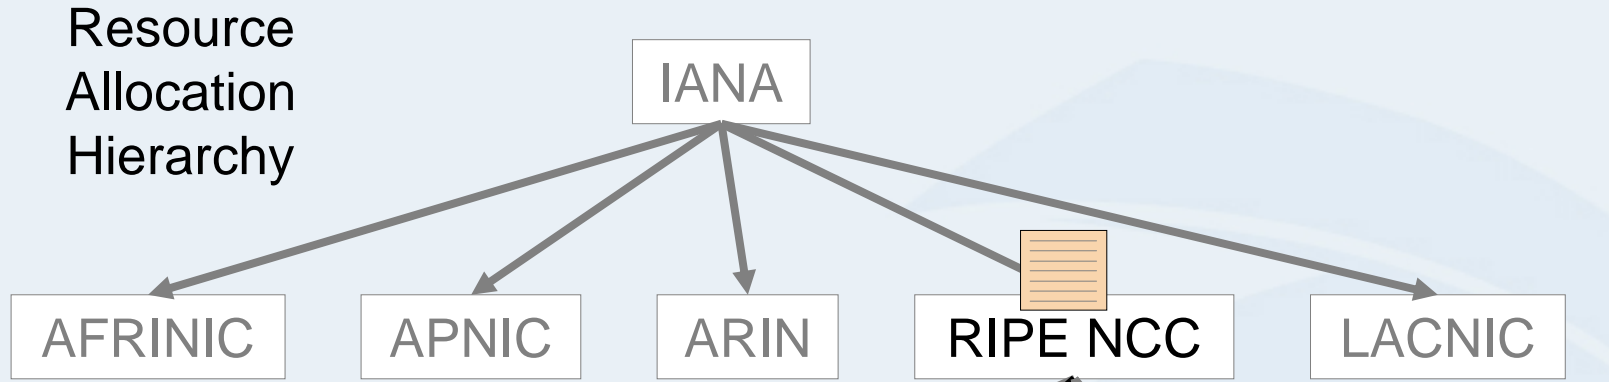 Resource
Allocation
Hierarchy
IANA
AFRINIC
APNIC
ARIN
RIPE NCC
LACNIC